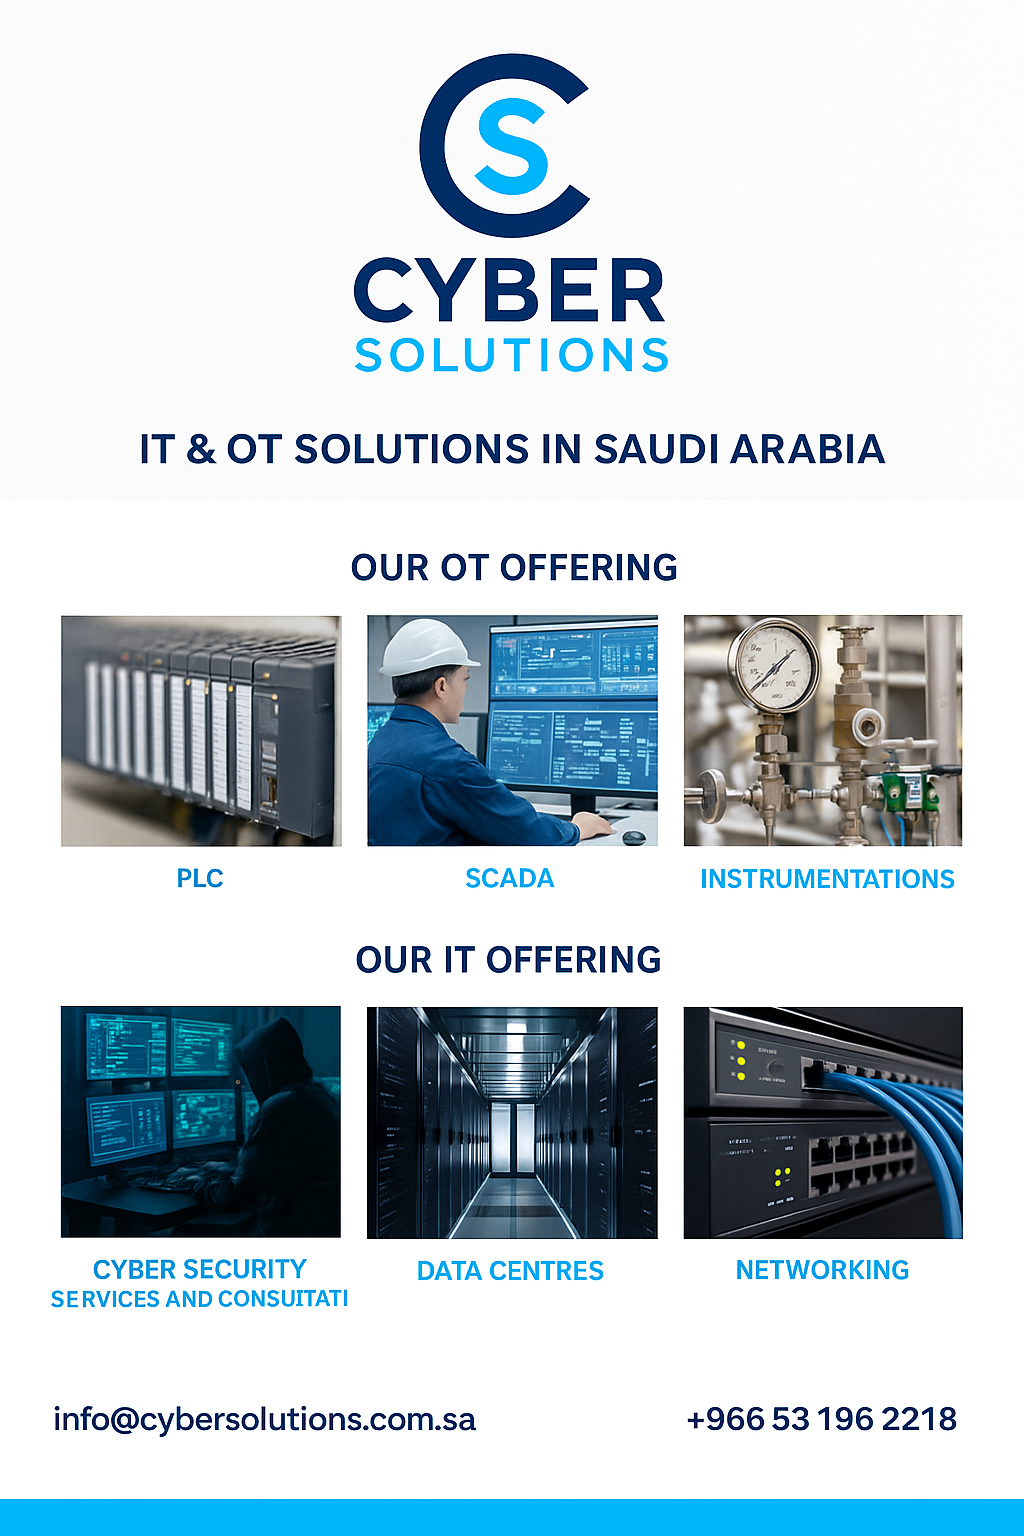 CS
CYBER
SOLUTIONS
IT & OT SOLUTIONS IN SAUDI ARABIA
OUR OT OFFERING
PLC
SCADA
INSTRUMENTATIONS
OUR IT OFFERING
CYBER SECURITY
SERVICES AND CONSUITATI
DATA CENTRES
NETWORKING
info@cybersolutions.com.sa
+966 53 196 2218